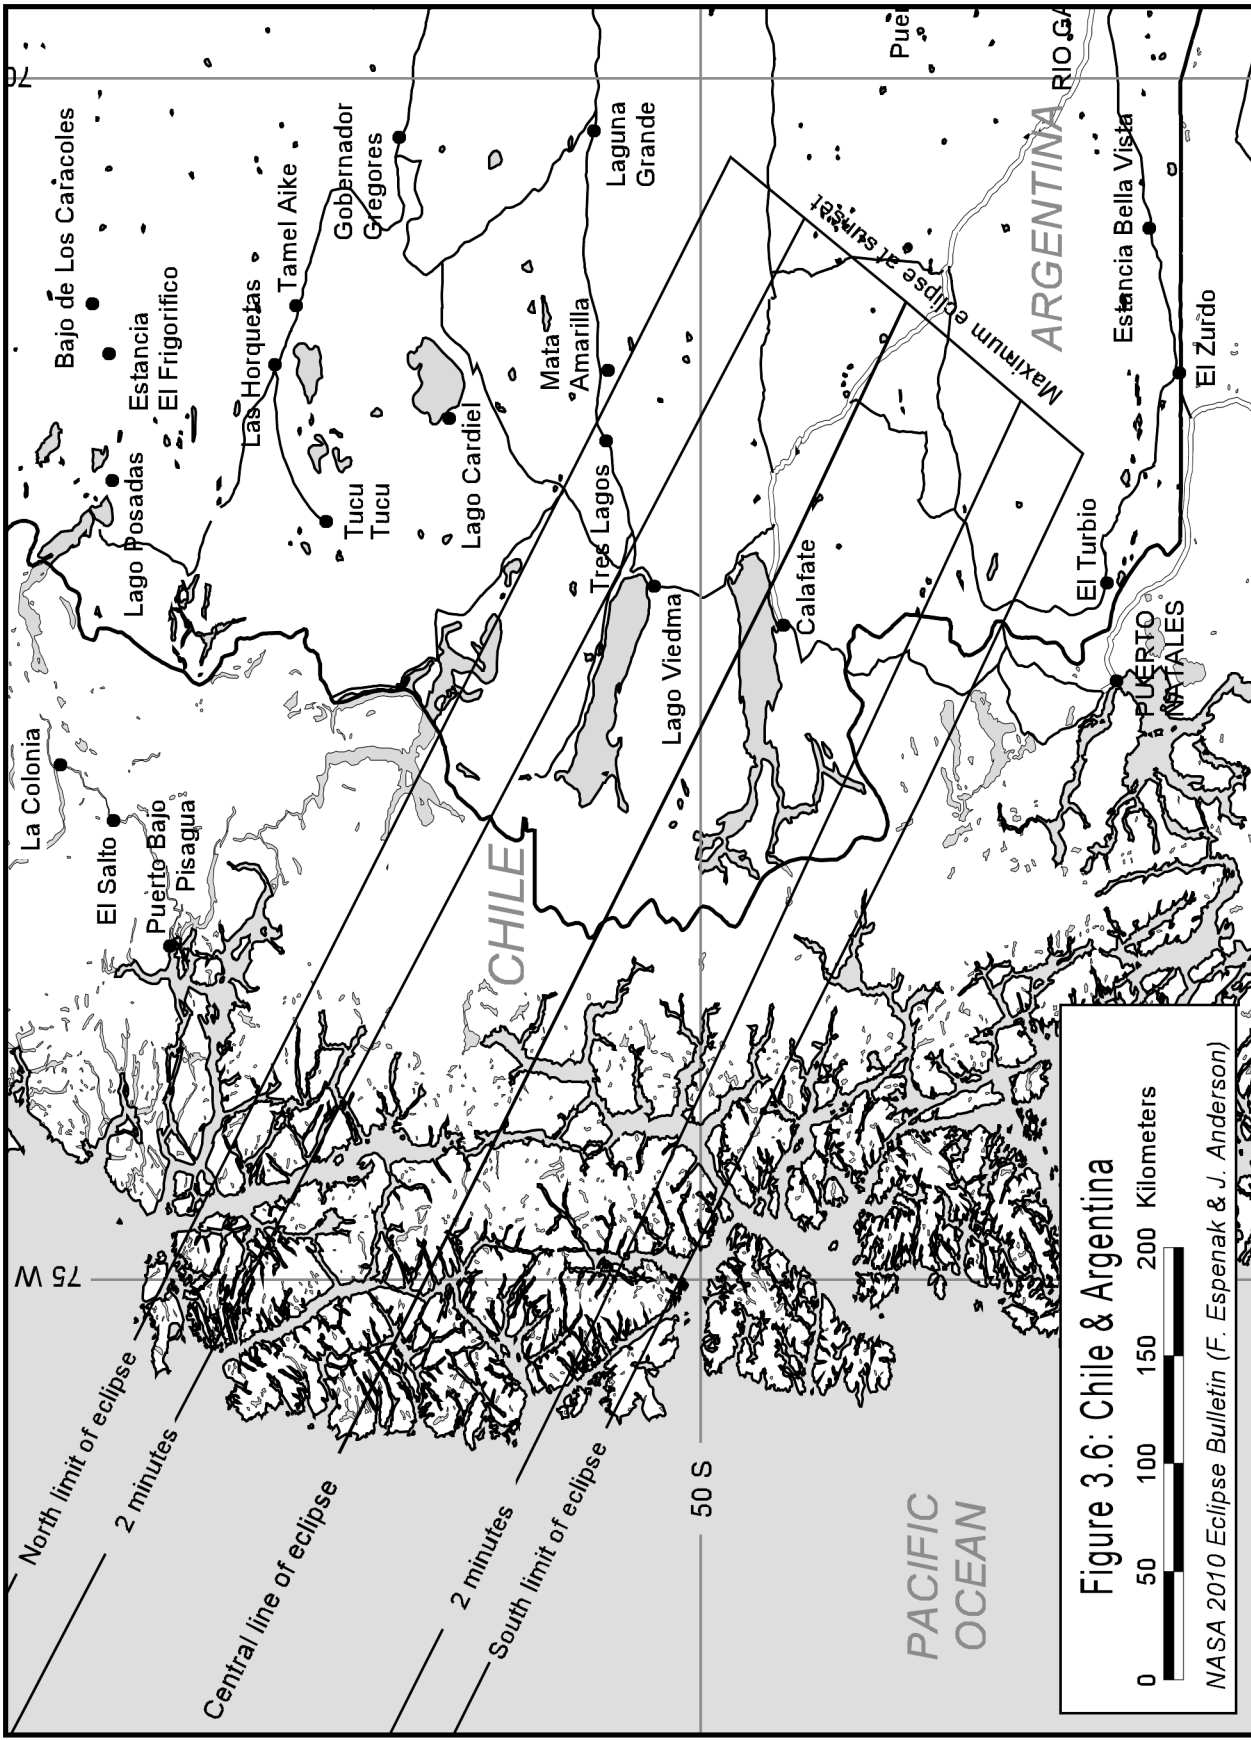 70
Bajo de Los Caracoles
Estancia
El Frigorifico
Lago Posadas
Las Horquetas
Tamel Aike
Gobernador
Gregores
Tucu
Tucu
Lago Cardiel
Mata
Amarilla
Laguna
Grande
Tres Lagos
Lago Viedma
Calafate
Maximum eclipse at sunset
ARGENTINA
RIO GA
Pue
Estancia Bella Vista
El Zurdo
El Turbio
PUERTO
NATALES
La Colonia
El Salto
Puerto Bajo
Pisagua
CHILE
75 W
North limit of eclipse
2 minutes
Central line of eclipse
2 minutes
South limit of eclipse
50 S
PACIFIC
OCEAN
Figure 3.6: Chile & Argentina
0 50 100 150 200 Kilometers
NASA 2010 Eclipse Bulletin (F. Espenak & J. Anderson)